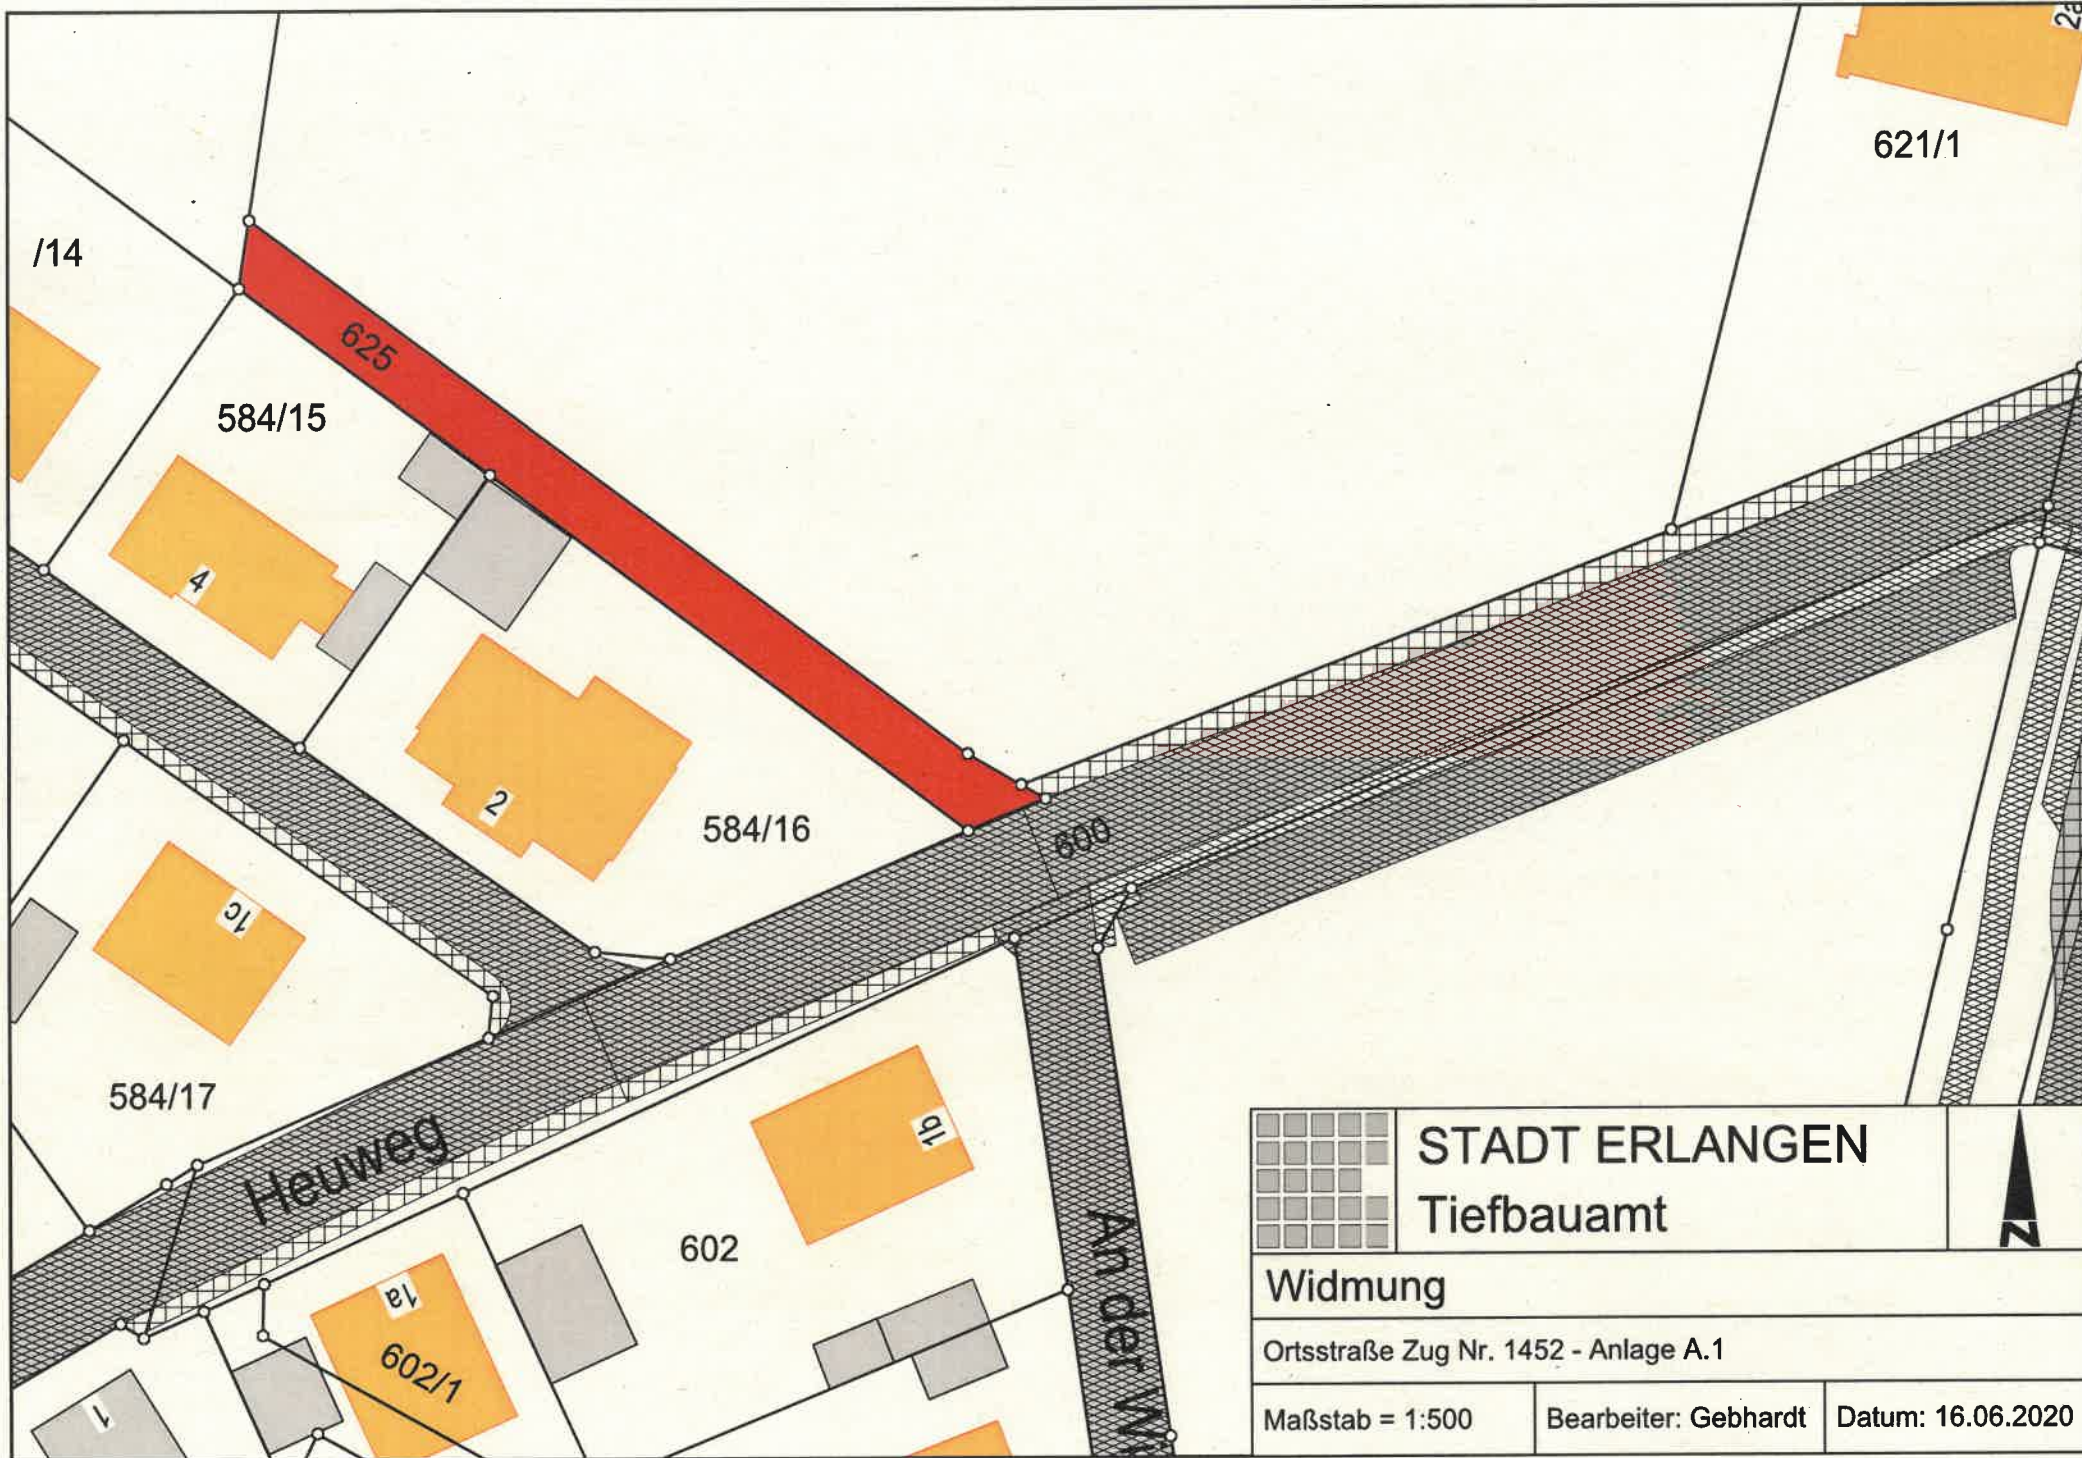 2a
621/1
/14
625
584/15
4
2
584/16
600
1c
584/17
Heuweg
1b
602
1a
602/1
1
An der
STADT ERLANGEN
Tiefbauamt
N
Widmung
Ortsstraße Zug Nr. 1452 - Anlage A.1
Maßstab = 1:500
Bearbeiter: Gebhardt
Datum: 16.06.2020